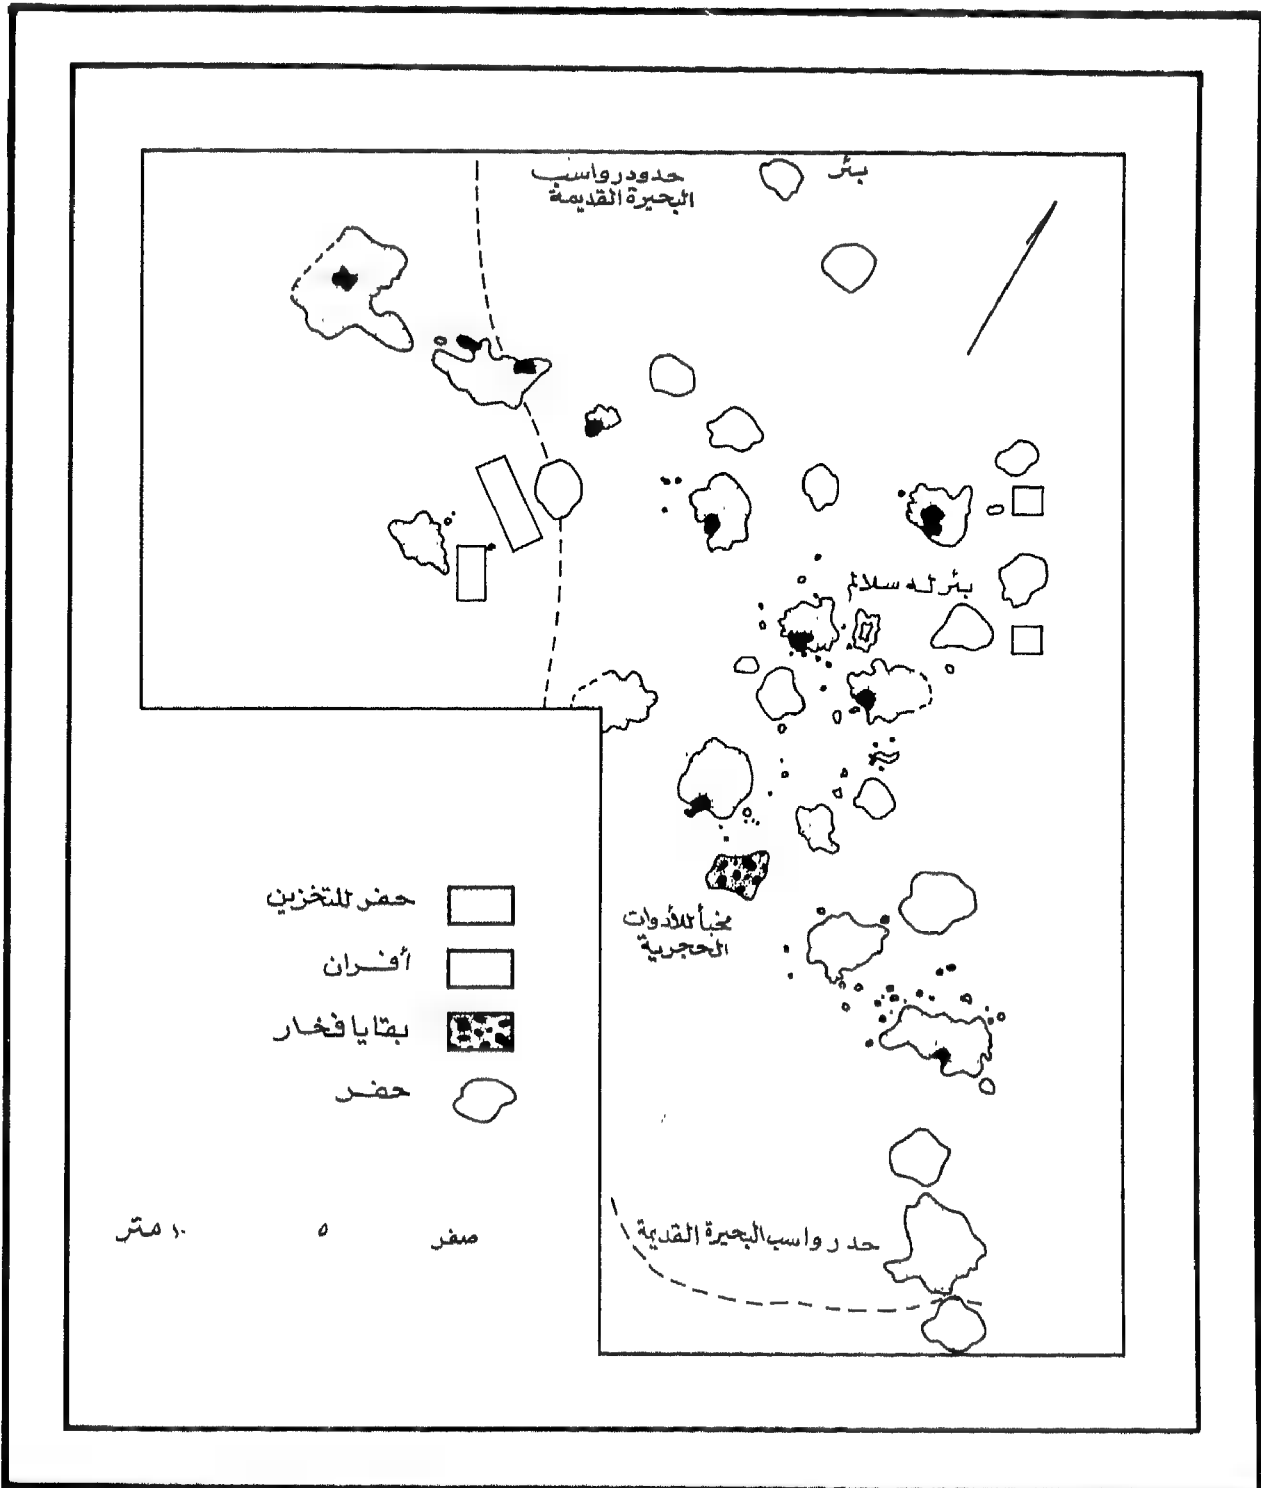 بئر
حدود رواسب
البحيرة القديمة
بئر له سلالم
مخبأ للأدوات
الحجرية
حفر للتخزين
أفران
بقايا فخار
حفر
حد رواسب البحيرة القديمة
صفر ٥ ١٠ متر